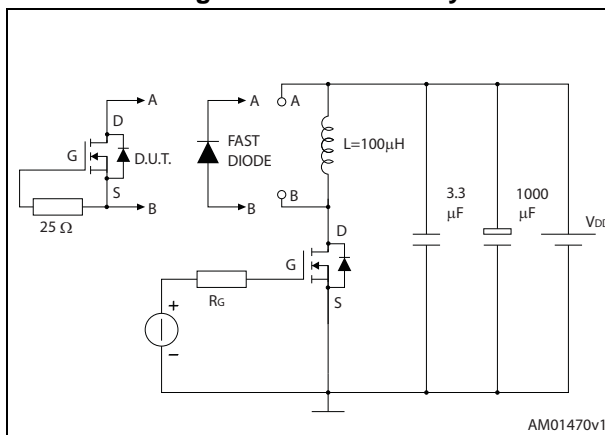 A
A
A
D
G
D.U.T.
FAST
DIODE
L=100μH
S
B
B
B
25 Ω
3.3
μF
1000
μF
VDD
D
G
S
RG
+
−
AM01470v1